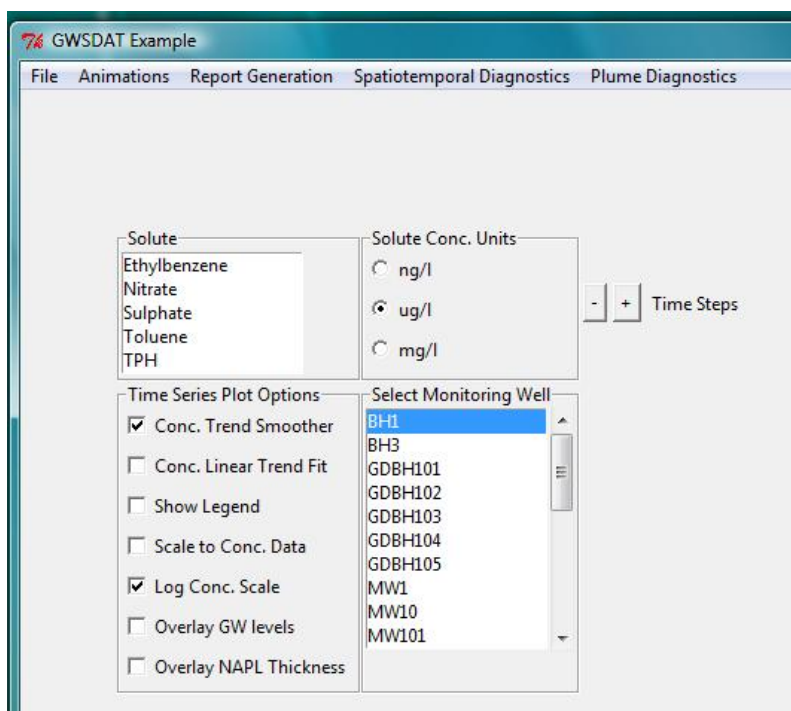 GWSDAT Example
File Animations Report Generation Spatiotemporal Diagnostics Plume Diagnostics
Solute
Ethylbenzene
Nitrate
Sulphate
Toluene
TPH
Solute Conc. Units
ng/l
ug/l
mg/l
- + Time Steps
Time Series Plot Options
Conc. Trend Smoother
Conc. Linear Trend Fit
Show Legend
Scale to Conc. Data
Log Conc. Scale
Overlay GW levels
Overlay NAPL Thickness
Select Monitoring Well
BH1
BH3
GDBH101
GDBH102
GDBH103
GDBH104
GDBH105
MW1
MW10
MW101